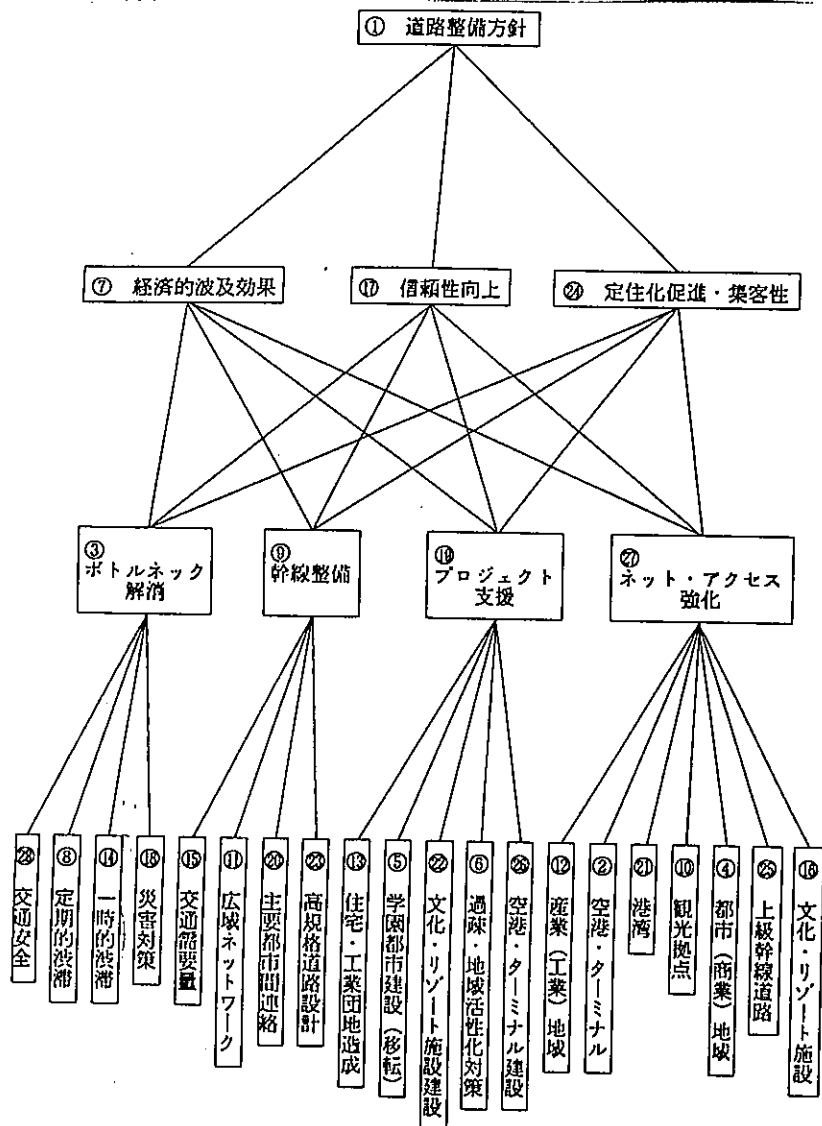 ① 道路整備方針
⑦ 経済的波及効果
⑰ 信頼性向上
㉔ 定住化促進・集客性
③
ボトルネック
解消
⑨
幹線整備
⑲
プロジェクト
支援
㉗
ネット・アクセス
強化
㉘ 交通安全
⑧ 定期的渋滞
⑭ 一時的渋滞
⑱ 災害対策
⑮ 交通需要量
⑪ 広域ネットワーク
⑳ 主要都市間連絡
㉓ 高規格道路設計
⑬ 住宅・工業団地造成
⑤ 学園都市建設(移転)
㉒ 文化・リゾート施設建設
⑥ 過疎・地域活性化対策
㉖ 空港・ターミナル建設
⑫ 産業(工業)地域
② 空港・ターミナル
㉑ 港湾
⑩ 観光拠点
④ 都市(商業)地域
㉕ 上級幹線道路
⑯ 文化・リゾート施設